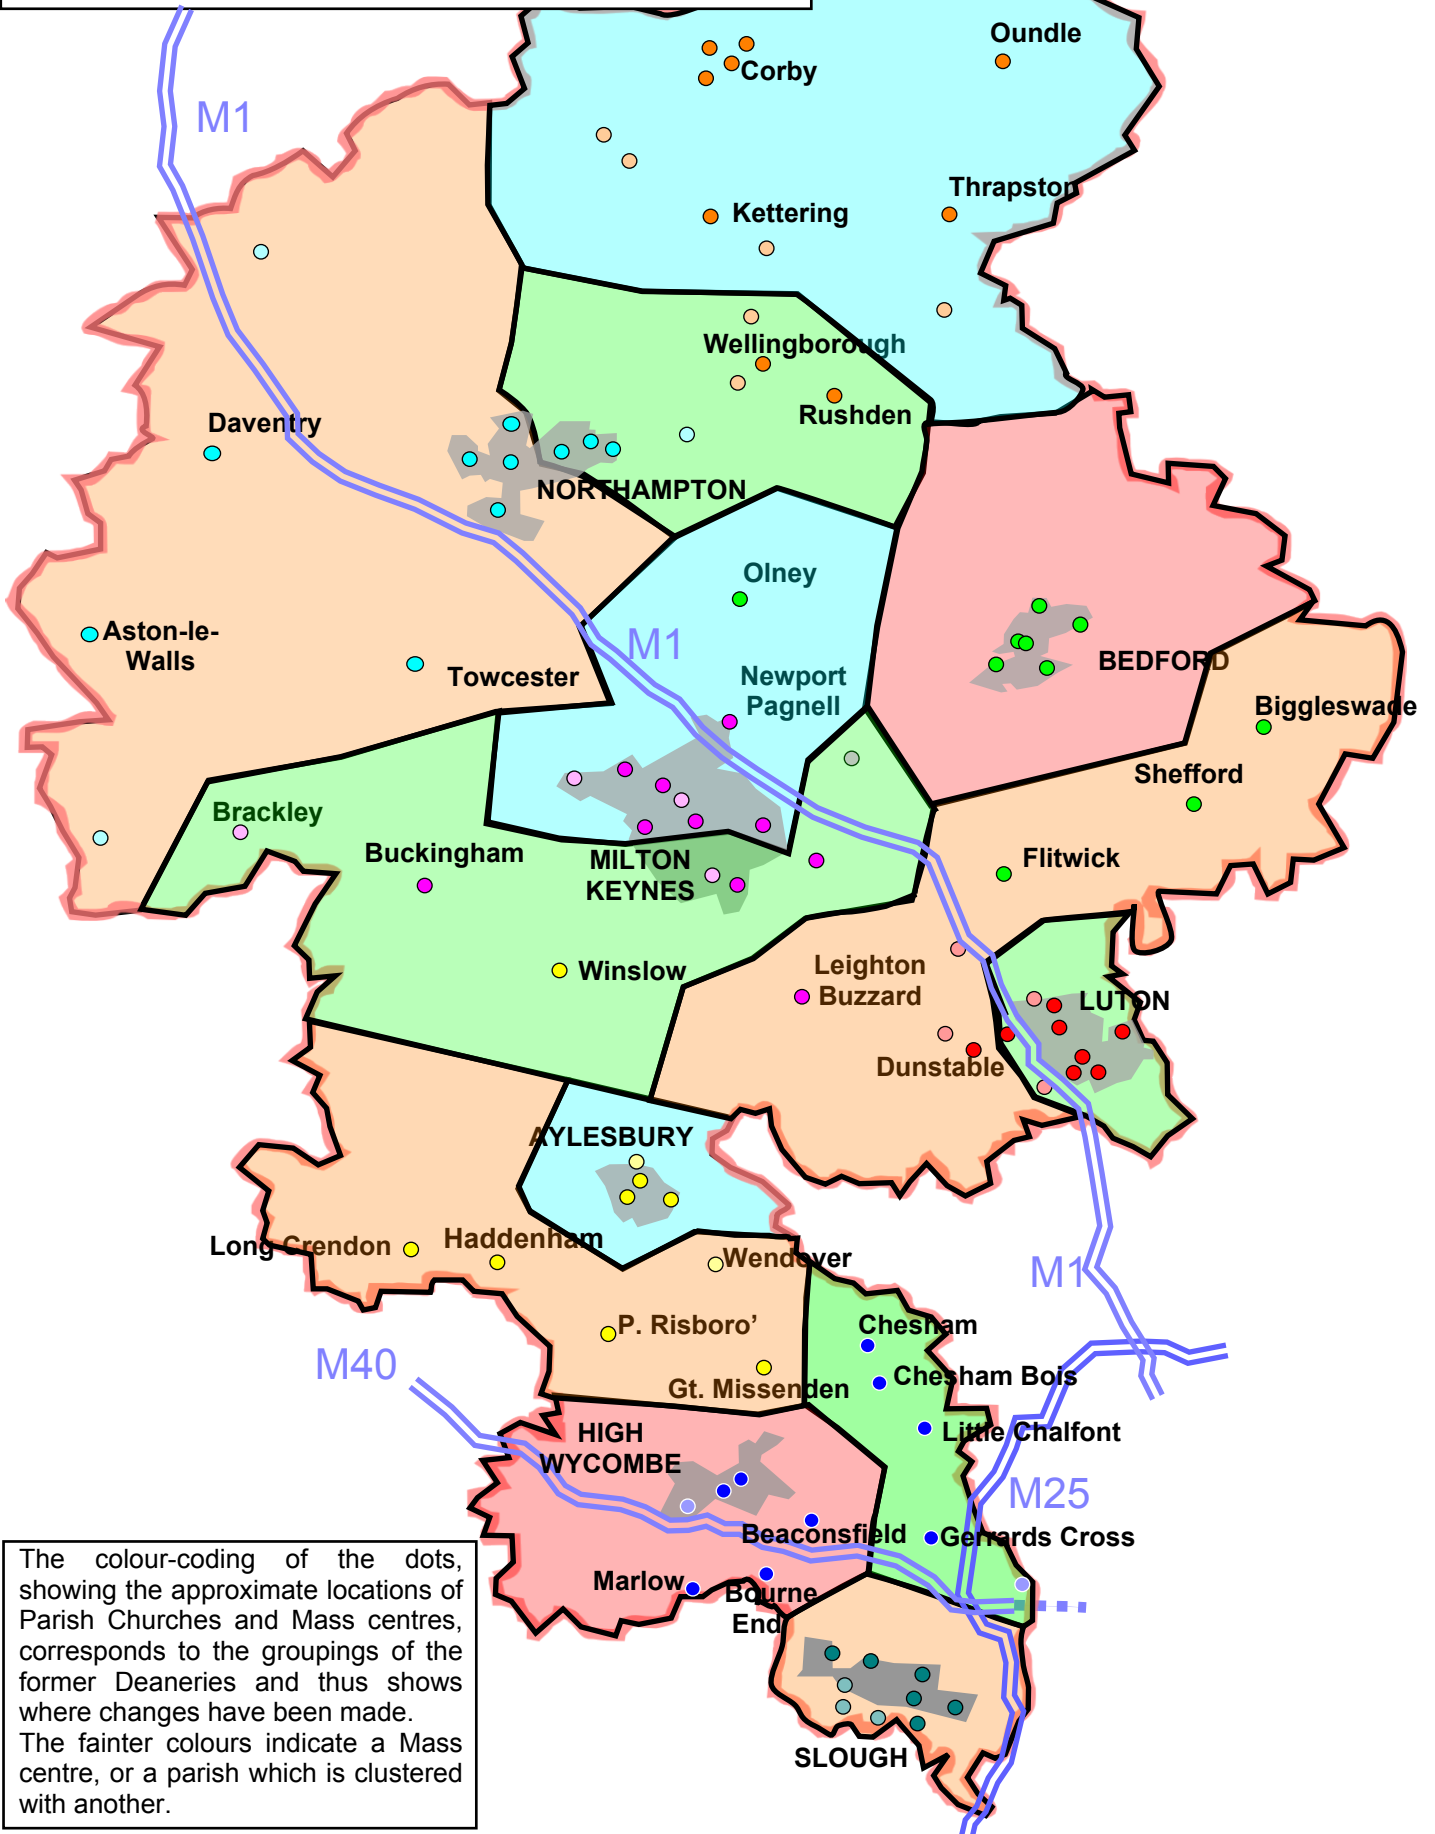 Oundle
Corby
M1
Thrapston
Kettering
Wellingborough
Rushden
Daventry
NORTHAMPTON
Olney
Aston-le-
Walls
M1
BEDFORD
Towcester
Newport
Pagnell
Biggleswade
Shefford
Brackley
Buckingham
MILTON
KEYNES
Flitwick
Winslow
Leighton
Buzzard
LUTON
Dunstable
AYLESBURY
Long Crendon
Haddenham
Wendover
M1
P. Risboro’
Chesham
M40
Chesham Bois
Gt. Missenden
HIGH
WYCOMBE
Little Chalfont
M25
Beaconsfield
Gerrards Cross
Marlow
Bourne
End
SLOUGH
The colour-coding of the dots,
showing the approximate locations of
Parish Churches and Mass centres,
corresponds to the groupings of the
former Deaneries and thus shows
where changes have been made.
The fainter colours indicate a Mass
centre, or a parish which is clustered
with another.